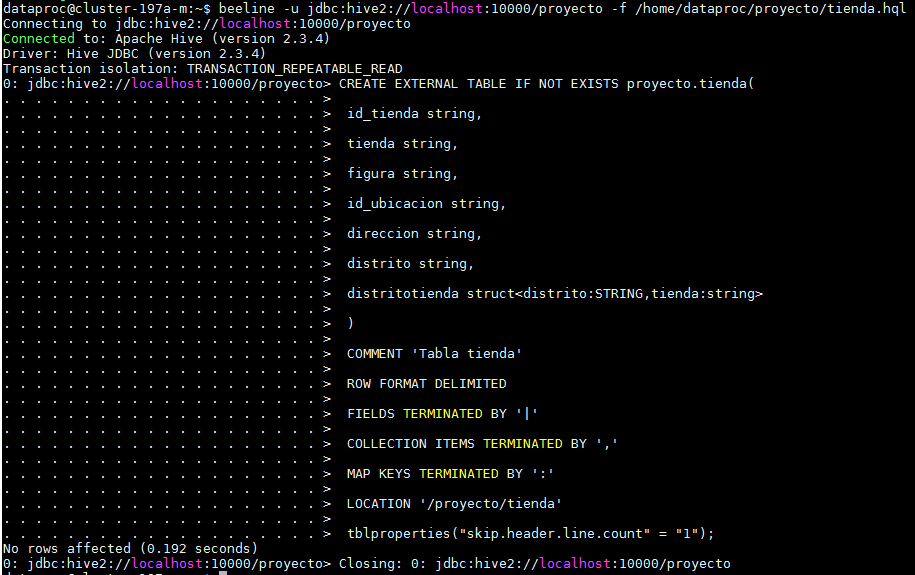 dataproc@cluster-197a-m:~$ beeline -u jdbc:hive2://localhost:10000/proyecto -f /home/dataproc/proyecto/tienda.hql
Connecting to jdbc:hive2://localhost:10000/proyecto
Connected to: Apache Hive (version 2.3.4)
Driver: Hive JDBC (version 2.3.4)
Transaction isolation: TRANSACTION_REPEATABLE_READ
0: jdbc:hive2://localhost:10000/proyecto> CREATE EXTERNAL TABLE IF NOT EXISTS proyecto.tienda(
. . . . . . . . . . . . . . . . . . . . >
. . . . . . . . . . . . . . . . . . . . >  id_tienda string,
. . . . . . . . . . . . . . . . . . . . >
. . . . . . . . . . . . . . . . . . . . >  tienda string,
. . . . . . . . . . . . . . . . . . . . >
. . . . . . . . . . . . . . . . . . . . >  figura string,
. . . . . . . . . . . . . . . . . . . . >
. . . . . . . . . . . . . . . . . . . . >  id_ubicacion string,
. . . . . . . . . . . . . . . . . . . . >
. . . . . . . . . . . . . . . . . . . . >  direccion string,
. . . . . . . . . . . . . . . . . . . . >
. . . . . . . . . . . . . . . . . . . . >  distrito string,
. . . . . . . . . . . . . . . . . . . . >
. . . . . . . . . . . . . . . . . . . . >  distritotienda struct<distrito:STRING,tienda:string>
. . . . . . . . . . . . . . . . . . . . >
. . . . . . . . . . . . . . . . . . . . >  )
. . . . . . . . . . . . . . . . . . . . >
. . . . . . . . . . . . . . . . . . . . >  COMMENT 'Tabla tienda'
. . . . . . . . . . . . . . . . . . . . >
. . . . . . . . . . . . . . . . . . . . >  ROW FORMAT DELIMITED
. . . . . . . . . . . . . . . . . . . . >
. . . . . . . . . . . . . . . . . . . . >  FIELDS TERMINATED BY '|'
. . . . . . . . . . . . . . . . . . . . >
. . . . . . . . . . . . . . . . . . . . >  COLLECTION ITEMS TERMINATED BY ','
. . . . . . . . . . . . . . . . . . . . >
. . . . . . . . . . . . . . . . . . . . >  MAP KEYS TERMINATED BY ':'
. . . . . . . . . . . . . . . . . . . . >
. . . . . . . . . . . . . . . . . . . . >  LOCATION '/proyecto/tienda'
. . . . . . . . . . . . . . . . . . . . >
. . . . . . . . . . . . . . . . . . . . >  tblproperties("skip.header.line.count" = "1");
No rows affected (0.192 seconds)
0: jdbc:hive2://localhost:10000/proyecto> Closing: 0: jdbc:hive2://localhost:10000/proyecto